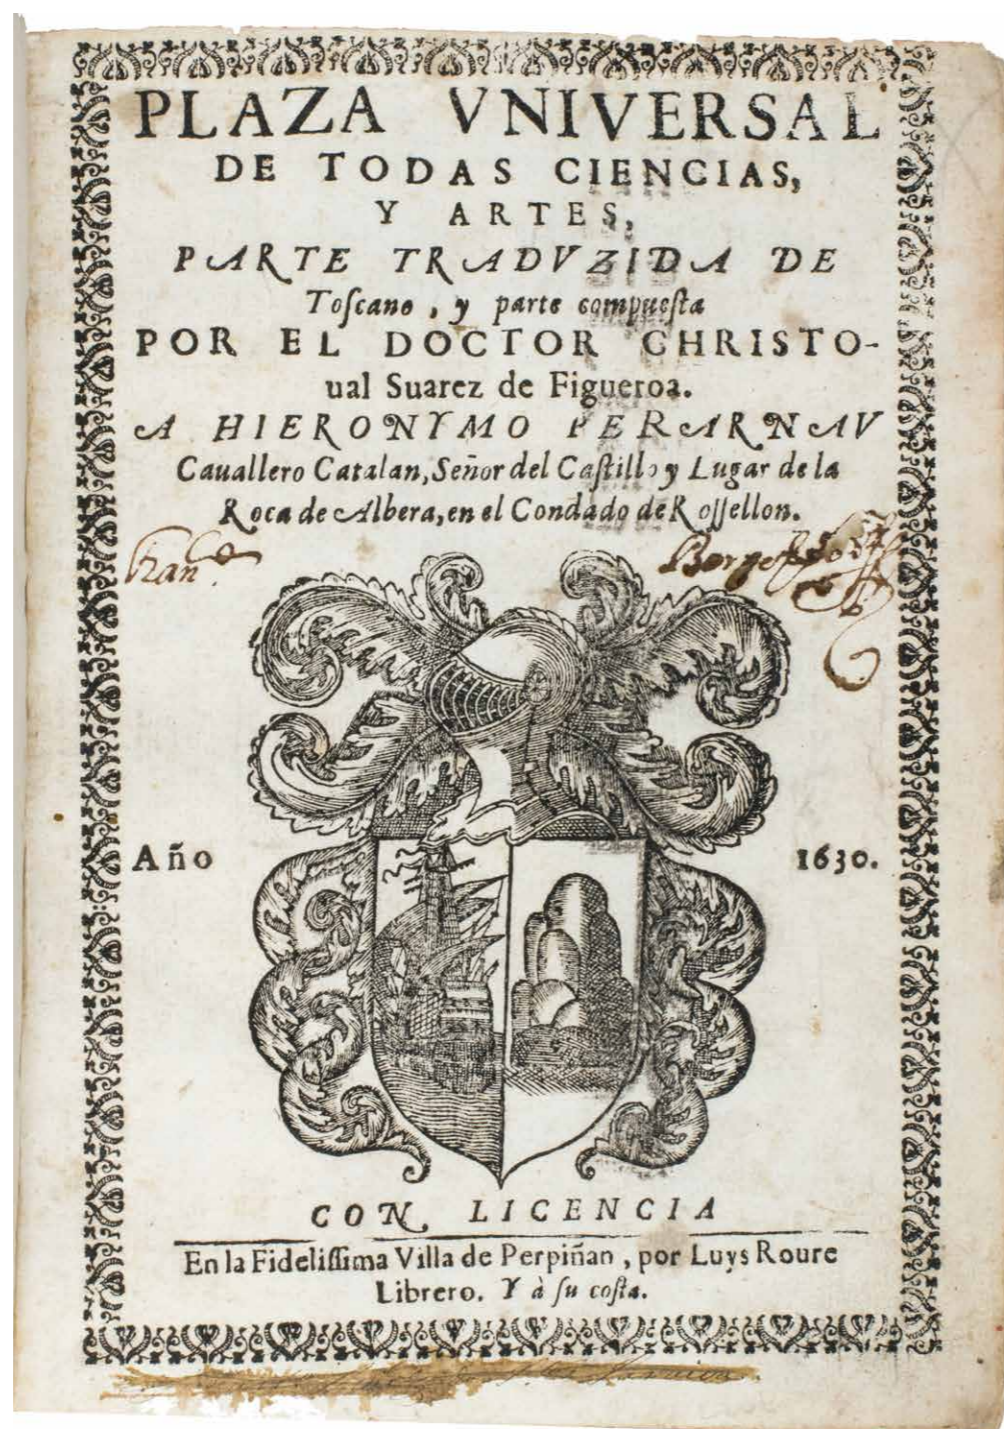 PLAZA VNIVERSAL
DE TODAS CIENCIAS,
Y ARTES,
PARTE TRADVZIDA DE
Toſcano, y parte compueſta
POR EL DOCTOR CHRISTO-
ual Suarez de Figueroa.
A HIERONYMO PERARNAV
Cauallero Catalan, Señor del Caſtillo y Lugar de la
Roca de Albera, en el Condado de Roſſellon.
Año 1630.
CON LICENCIA
En la Fideliſſima Villa de Perpiñan, por Luys Roure
Librero. Y à ſu coſta.